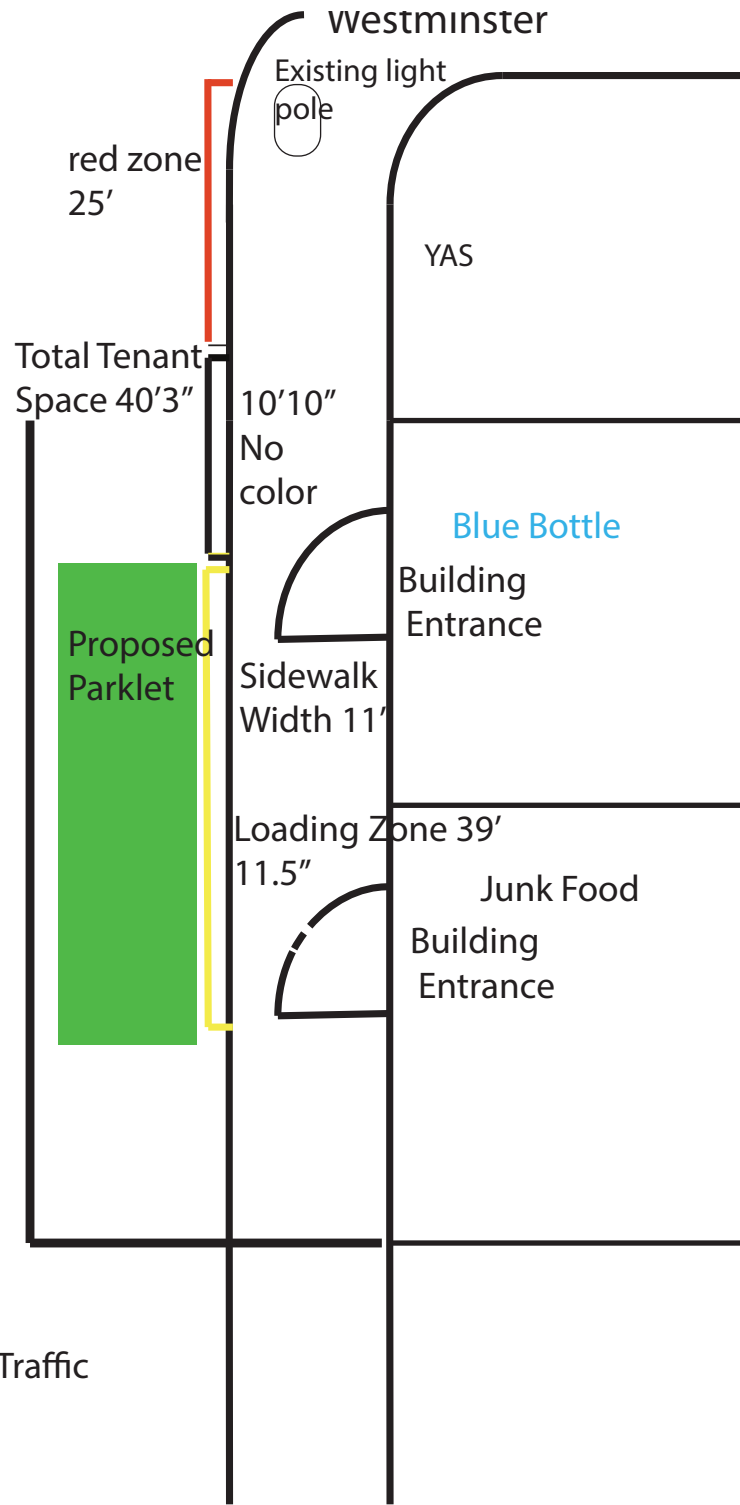 Westminster
Existing light
pole
red zone
25′
YAS
Total Tenant
Space 40′3″
10′10″
No
color
Blue Bottle
Building
Entrance
Proposed
Parklet
Sidewalk
Width 11′
Loading Zone 39′
11.5″
Junk Food
Building
Entrance
Traffic